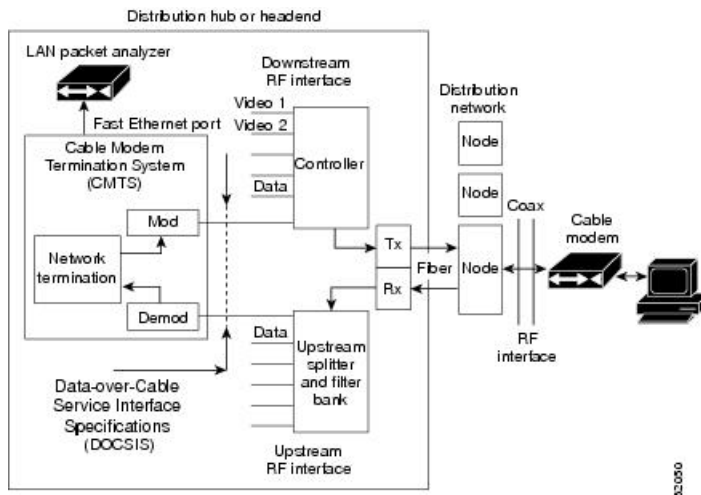 Distribution hub or headend
LAN packet analyzer
Fast Ethernet port
Cable Modem
Termination System
(CMTS)
Mod
Network
termination
Demod
Data-over-Cable
Service Interface
Specifications
(DOCSIS)
Downstream
RF interface
Video 1
Video 2
Data
Controller
Tx
Rx
Fiber
Data
Upstream
splitter
and filter
bank
Upstream
RF interface
Distribution
network
Node
Node
Node
Coax
RF
interface
Cable
modem